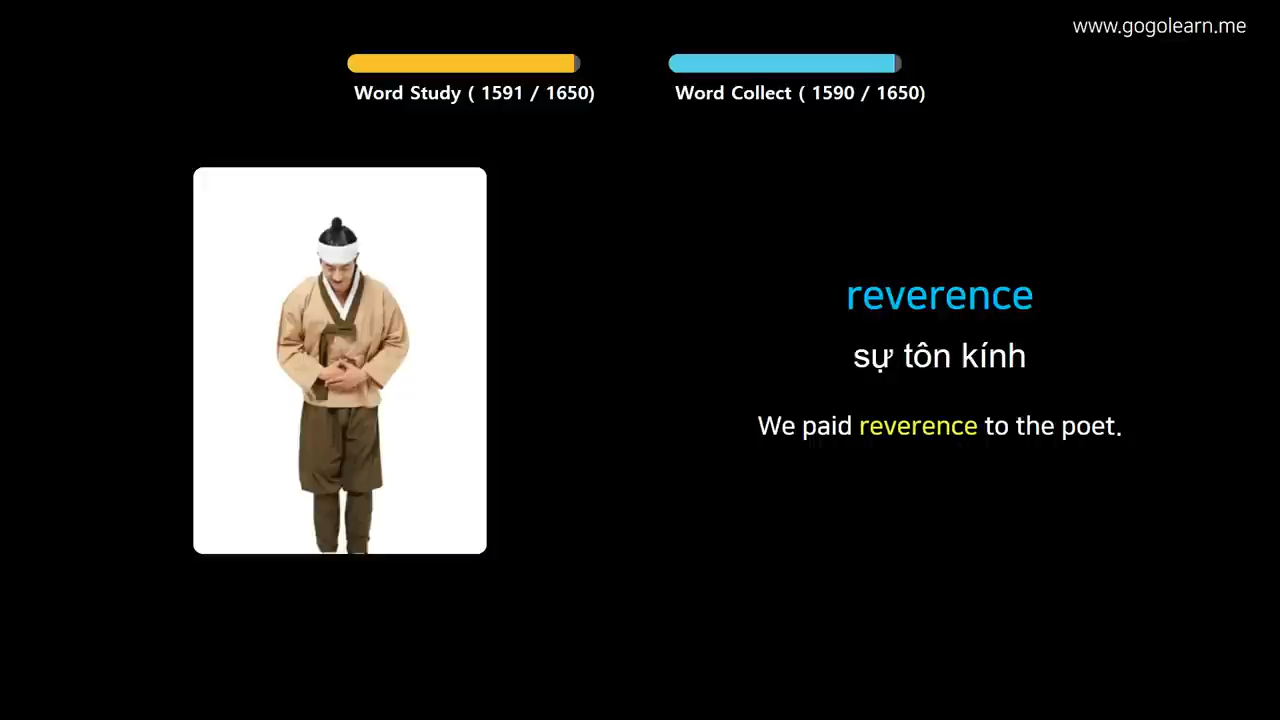 www.gogolearn.me
Word Study ( 1591 / 1650)
Word Collect ( 1590 / 1650)
reverence
sự tôn kính
We paid reverence to the poet.